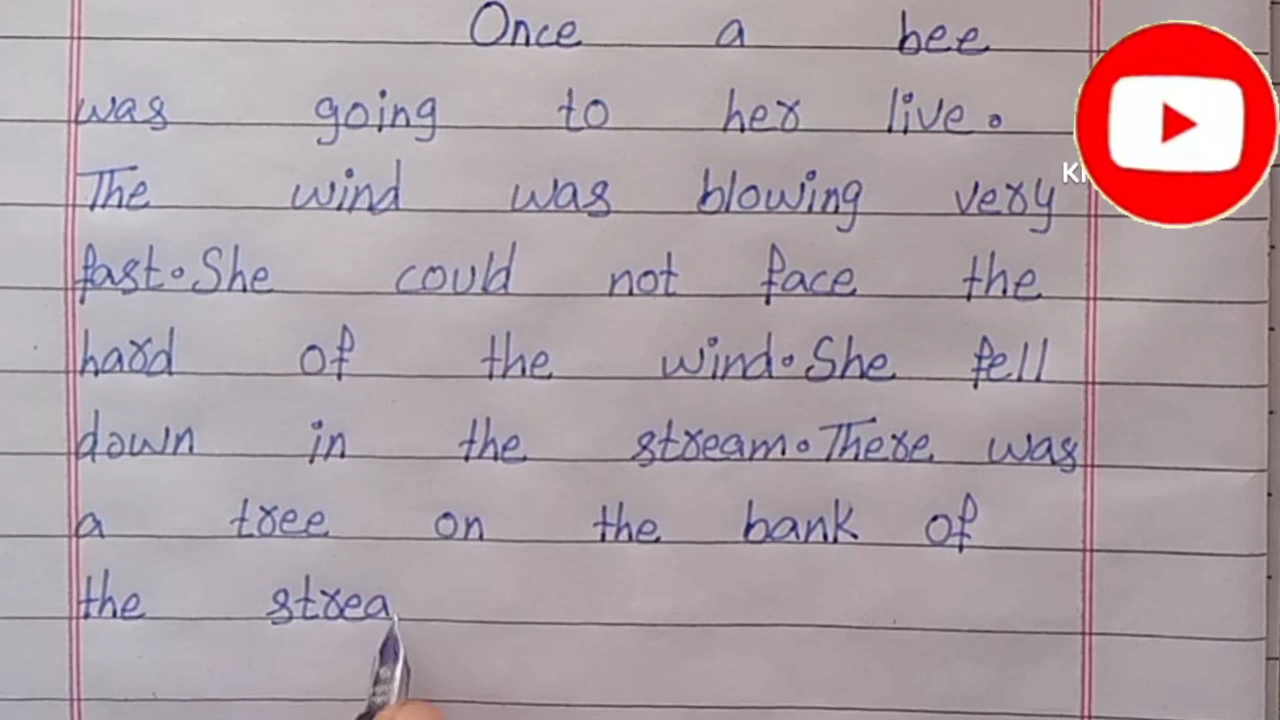 Once a bee
was going to her live.
The wind was blowing very
fast. She could not face the
hard of the wind. She fell
down in the stream. There was
a tree on the bank of
the strea